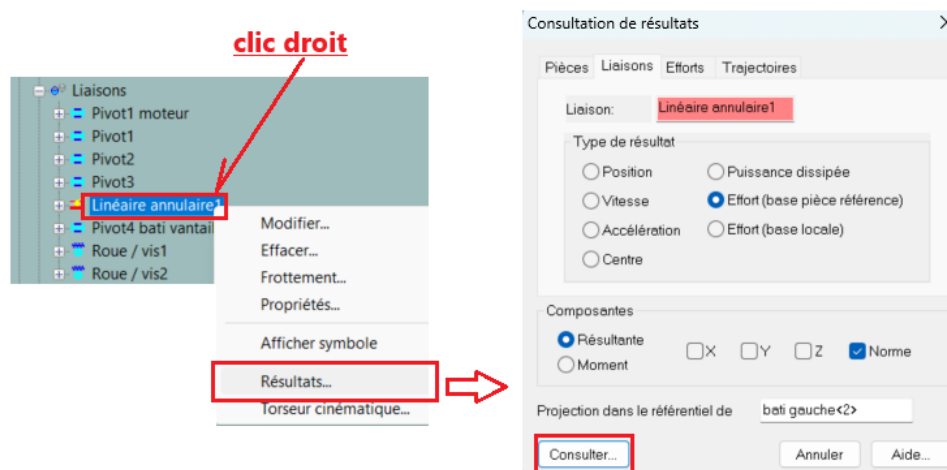 clic droit
Liaisons
Pivot1 moteur
Pivot1
Pivot2
Pivot3
Linéaire annulaire1
Pivot4 bati vantail
Roue / vis1
Roue / vis2
Modifier...
Effacer...
Frottement...
Propriétés...
Afficher symbole
Résultats...
Torseur cinématique...
Consultation de résultats
Pièces Liaisons Efforts Trajectoires
Liaison: Linéaire annulaire1
Type de résultat
Position Puissance dissipée
Vitesse Effort (base pièce référence)
Accélération Effort (base locale)
Centre
Composantes
Résultante
Moment
X Y Z Norme
Projection dans le référentiel de bati gauche<2>
Consulter... Annuler Aide...